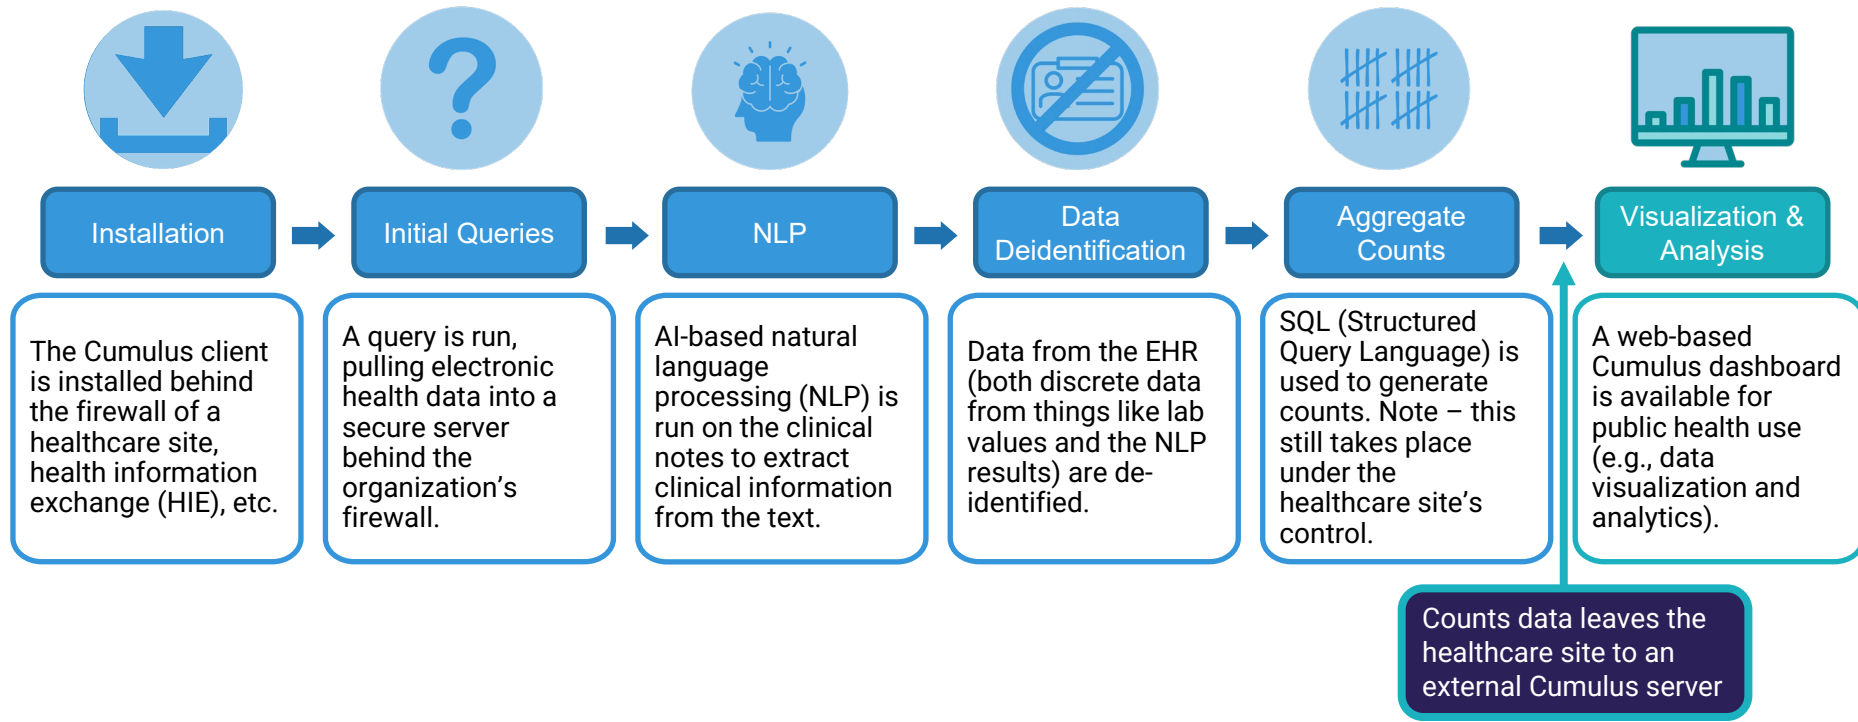 Installation
Initial Queries
NLP
Data
Deidentification
Aggregate
Counts
Visualization &
Analysis
The Cumulus client
is installed behind
the firewall of a
healthcare site,
health information
exchange (HIE), etc.
A query is run,
pulling electronic
health data into a
secure server
behind the
organization’s
firewall.
AI-based natural
language
processing (NLP) is
run on the clinical
notes to extract
clinical information
from the text.
Data from the EHR
(both discrete data
from things like lab
values and the NLP
results) are de-
identified.
SQL (Structured
Query Language) is
used to generate
counts. Note – this
still takes place
under the
healthcare site’s
control.
A web-based
Cumulus dashboard
is available for
public health use
(e.g., data
visualization and
analytics).
Counts data leaves the
healthcare site to an
external Cumulus server